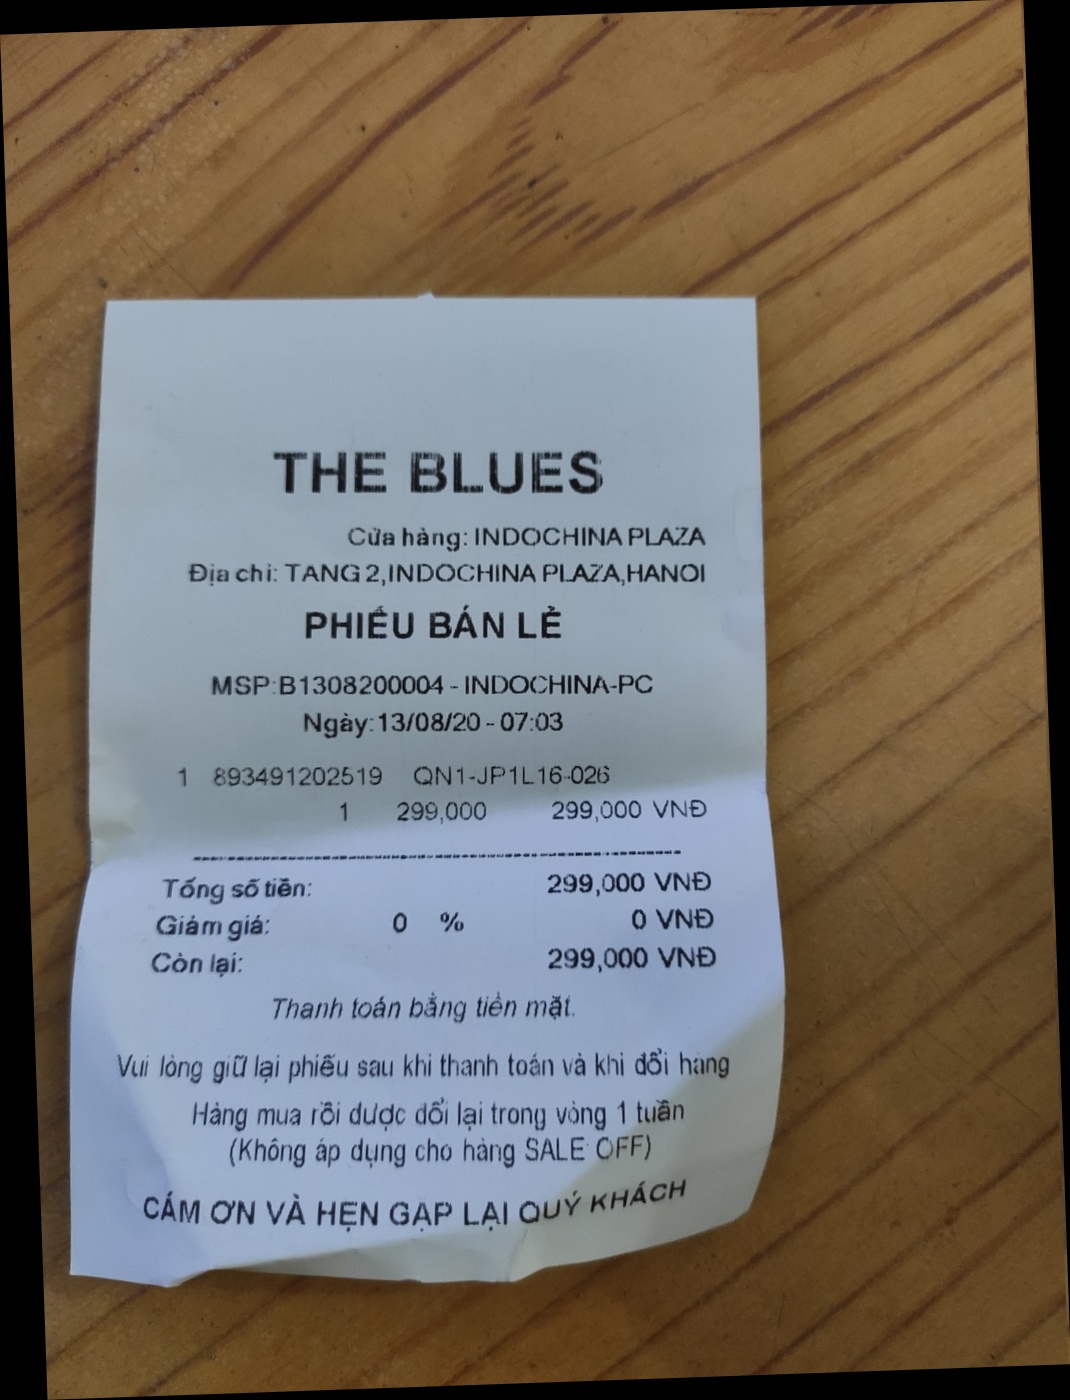 THE BLUES
Cửa hàng: INDOCHINA PLAZA
Địa chỉ: TANG 2,INDOCHINA PLAZA,HANOI
PHIẾU BÁN LẺ
MSP:B1308200004 - INDOCHINA-PC
Ngày:13/08/20 - 07:03
1 893491202519 QN1-JP1L16-026
1 299,000 299,000 VNĐ
Tổng số tiền: 299,000 VNĐ
Giảm giá: 0 % 0 VNĐ
Còn lại: 299,000 VNĐ
Thanh toán bằng tiền mặt.
Vui lòng giữ lại phiếu sau khi thanh toán và khi đổi hàng
Hàng mua rồi được đổi lại trong vòng 1 tuần
(Không áp dụng cho hàng SALE OFF)
CÁM ƠN VÀ HẸN GẶP LẠI QUÝ KHÁCH